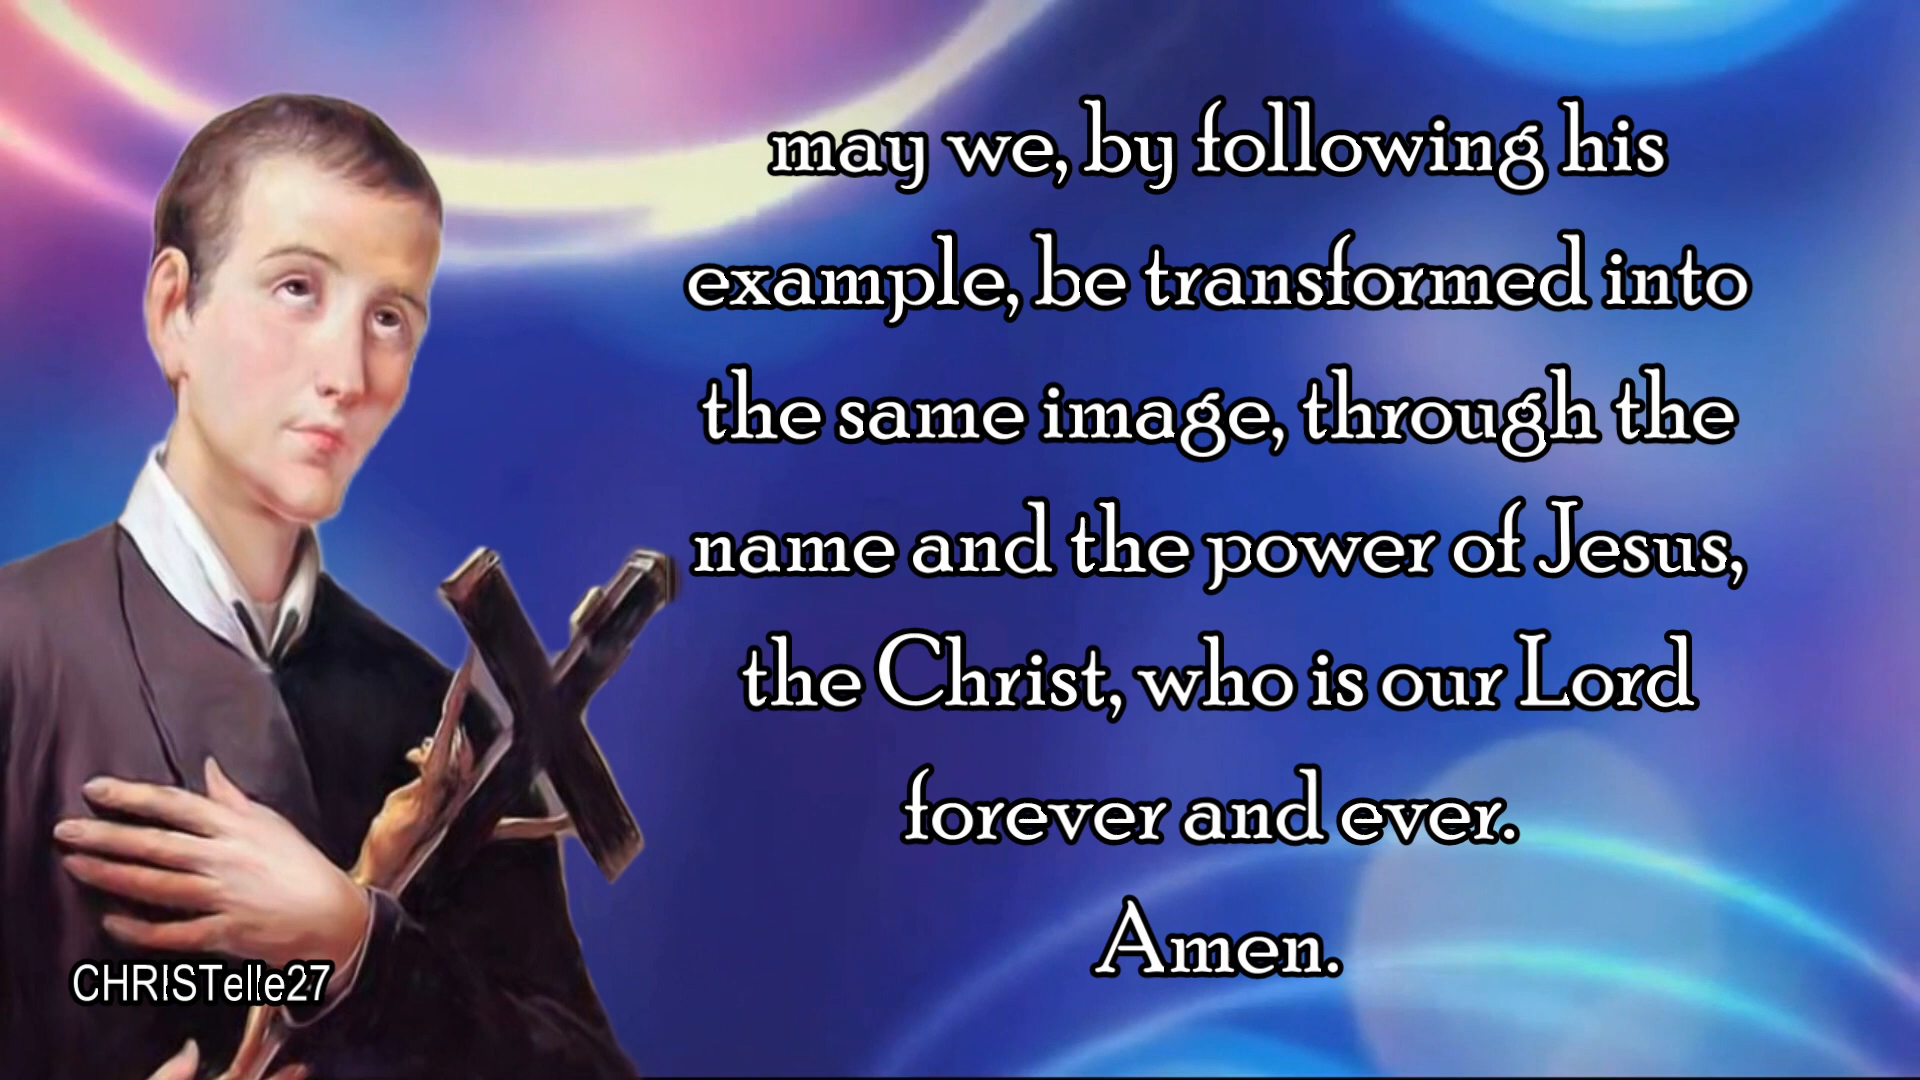 may we, by following his
example, be transformed into
the same image, through the
name and the power of Jesus,
the Christ, who is our Lord
forever and ever.
Amen.
CHRISTelle27